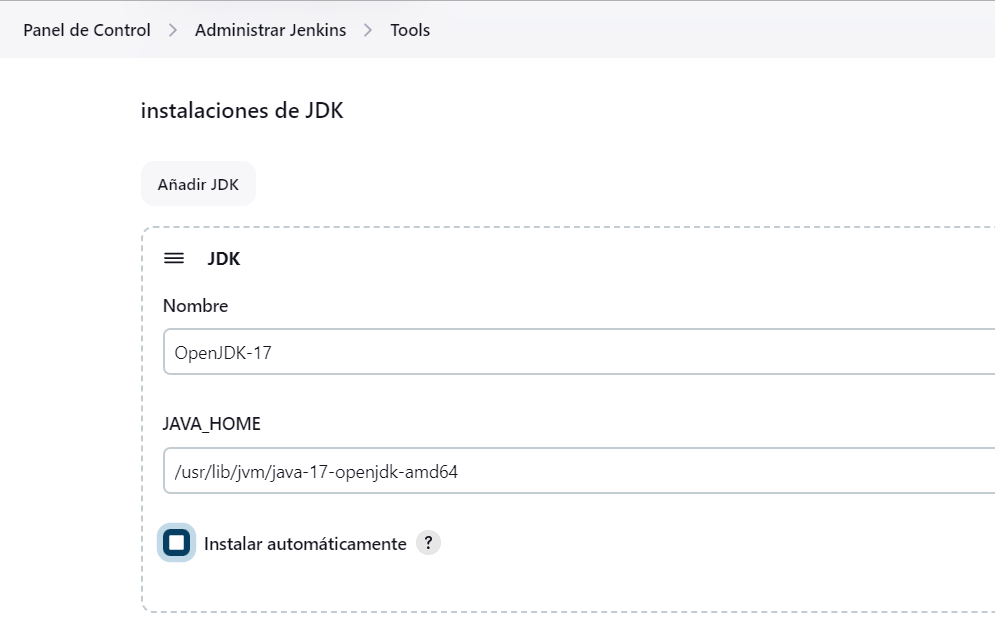 Panel de Control > Administrar Jenkins > Tools
instalaciones de JDK
Añadir JDK
JDK
Nombre
OpenJDK-17
JAVA_HOME
/usr/lib/jvm/java-17-openjdk-amd64
Instalar automáticamente ?